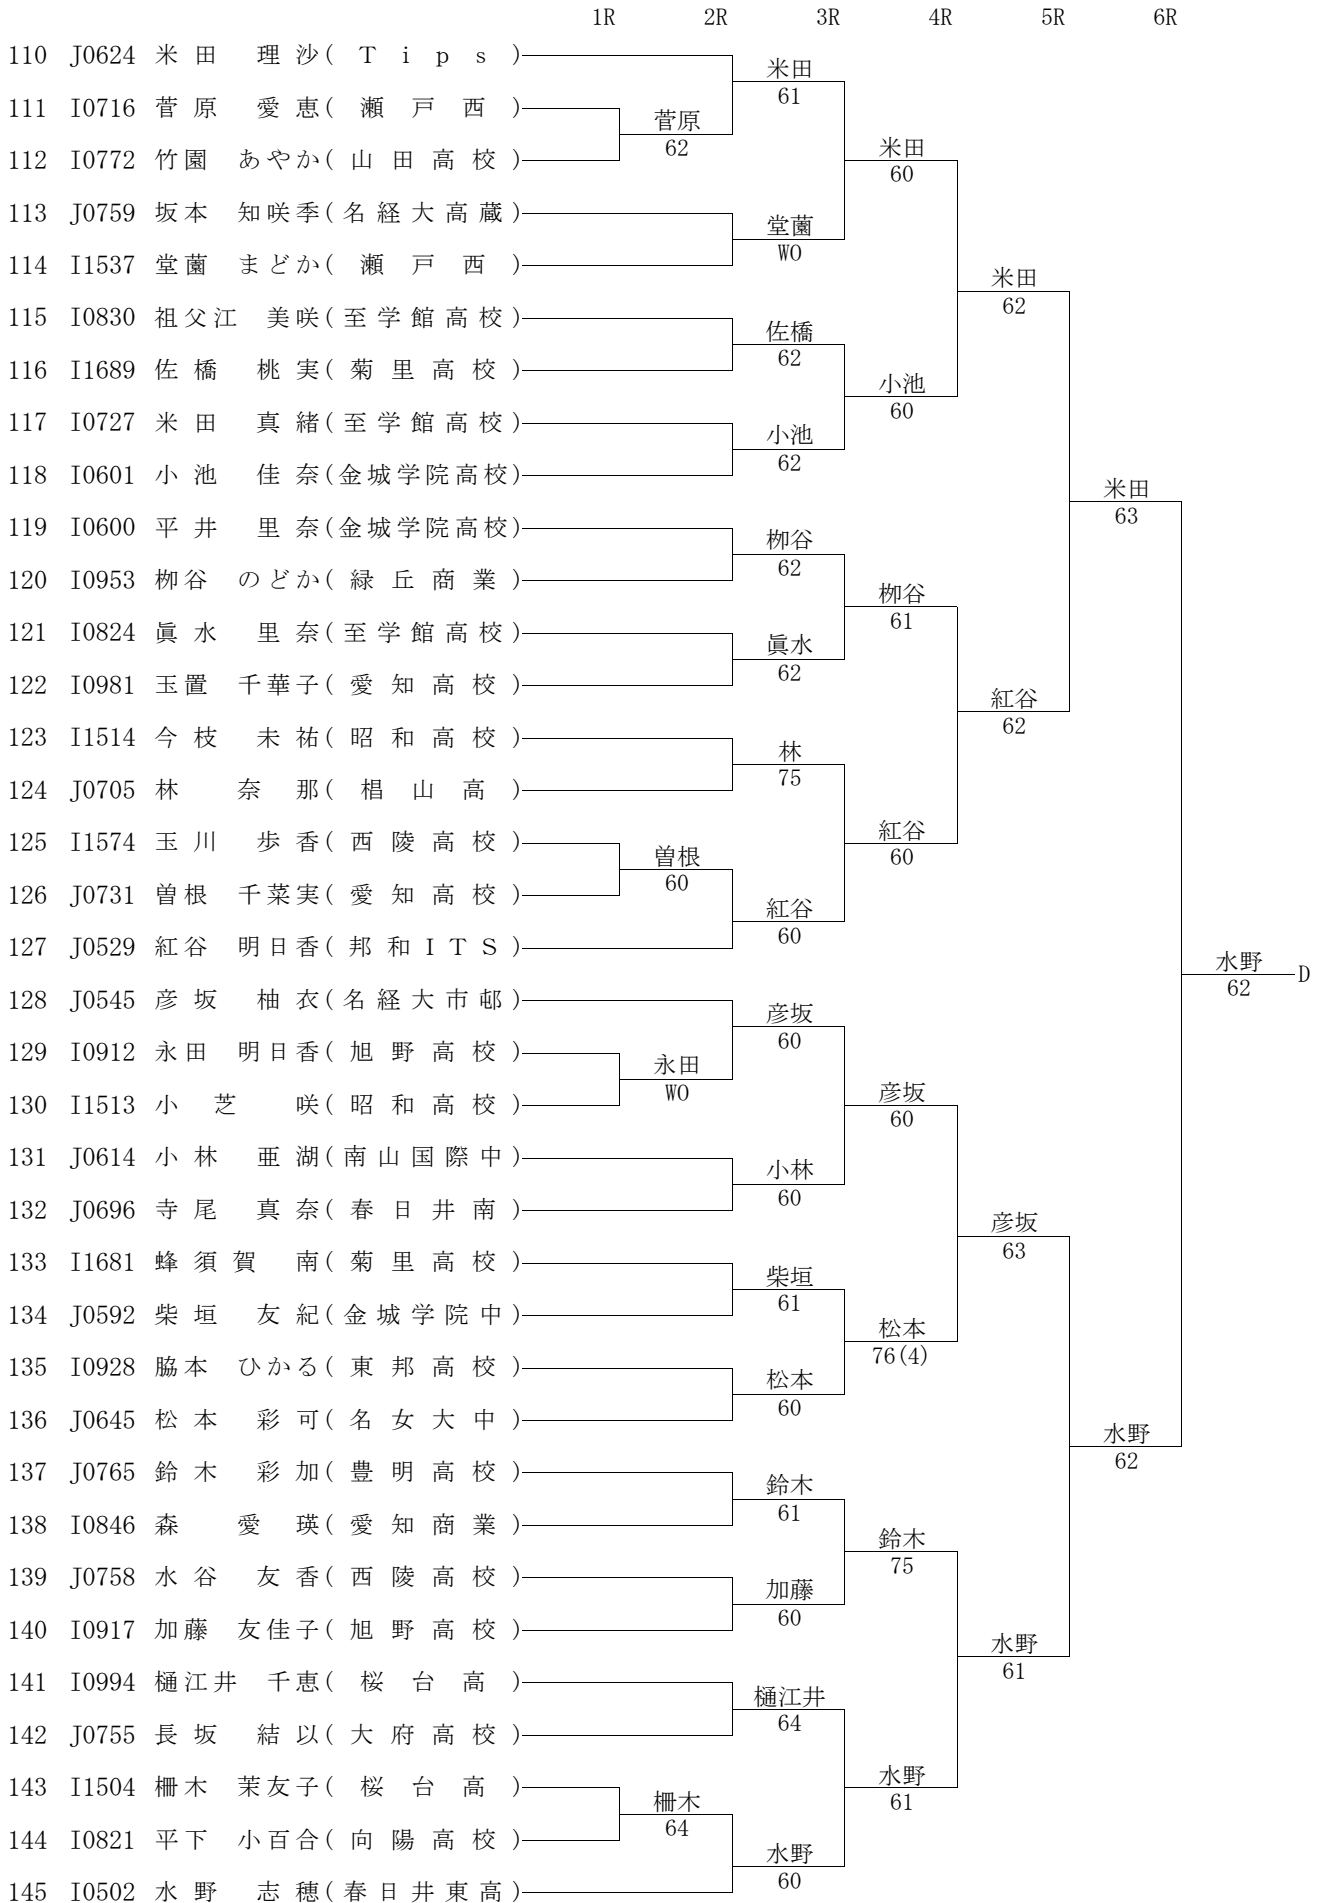 1R 2R 3R 4R 5R 6R
110 J0624 米田 理沙(Ｔｉｐｓ)
米田
61
111 I0716 菅原 愛恵(瀬戸西)
菅原
62
112 I0772 竹園 あやか(山田高校)
米田
60
113 J0759 坂本 知咲季(名経大高蔵)
堂薗
WO
114 I1537 堂薗 まどか(瀬戸西)
米田
62
115 I0830 祖父江 美咲(至学館高校)
佐橋
62
116 I1689 佐橋 桃実(菊里高校)
小池
60
117 I0727 米田 真緒(至学館高校)
小池
62
118 I0601 小池 佳奈(金城学院高校)
米田
63
119 I0600 平井 里奈(金城学院高校)
栁谷
62
120 I0953 栁谷 のどか(緑丘商業)
栁谷
61
121 I0824 眞水 里奈(至学館高校)
眞水
62
122 I0981 玉置 千華子(愛知高校)
紅谷
62
123 I1514 今枝 未祐(昭和高校)
林
75
124 J0705 林 奈那(椙山高)
紅谷
60
125 I1574 玉川 歩香(西陵高校)
曽根
60
126 J0731 曽根 千菜実(愛知高校)
紅谷
60
127 J0529 紅谷 明日香(邦和ＩＴＳ)
水野
62
D
128 J0545 彦坂 柚衣(名経大市邨)
彦坂
60
129 I0912 永田 明日香(旭野高校)
永田
WO
130 I1513 小芝 咲(昭和高校)
彦坂
60
131 J0614 小林 亜湖(南山国際中)
小林
60
132 J0696 寺尾 真奈(春日井南)
彦坂
63
133 I1681 蜂須賀 南(菊里高校)
柴垣
61
134 J0592 柴垣 友紀(金城学院中)
松本
76(4)
135 I0928 脇本 ひかる(東邦高校)
松本
60
136 J0645 松本 彩可(名女大中)
水野
62
137 J0765 鈴木 彩加(豊明高校)
鈴木
61
138 I0846 森 愛瑛(愛知商業)
鈴木
75
139 J0758 水谷 友香(西陵高校)
加藤
60
140 I0917 加藤 友佳子(旭野高校)
水野
61
141 I0994 樋江井 千恵(桜台高)
樋江井
64
142 J0755 長坂 結以(大府高校)
水野
61
143 I1504 柵木 茉友子(桜台高)
柵木
64
144 I0821 平下 小百合(向陽高校)
水野
60
145 I0502 水野 志穂(春日井東高)